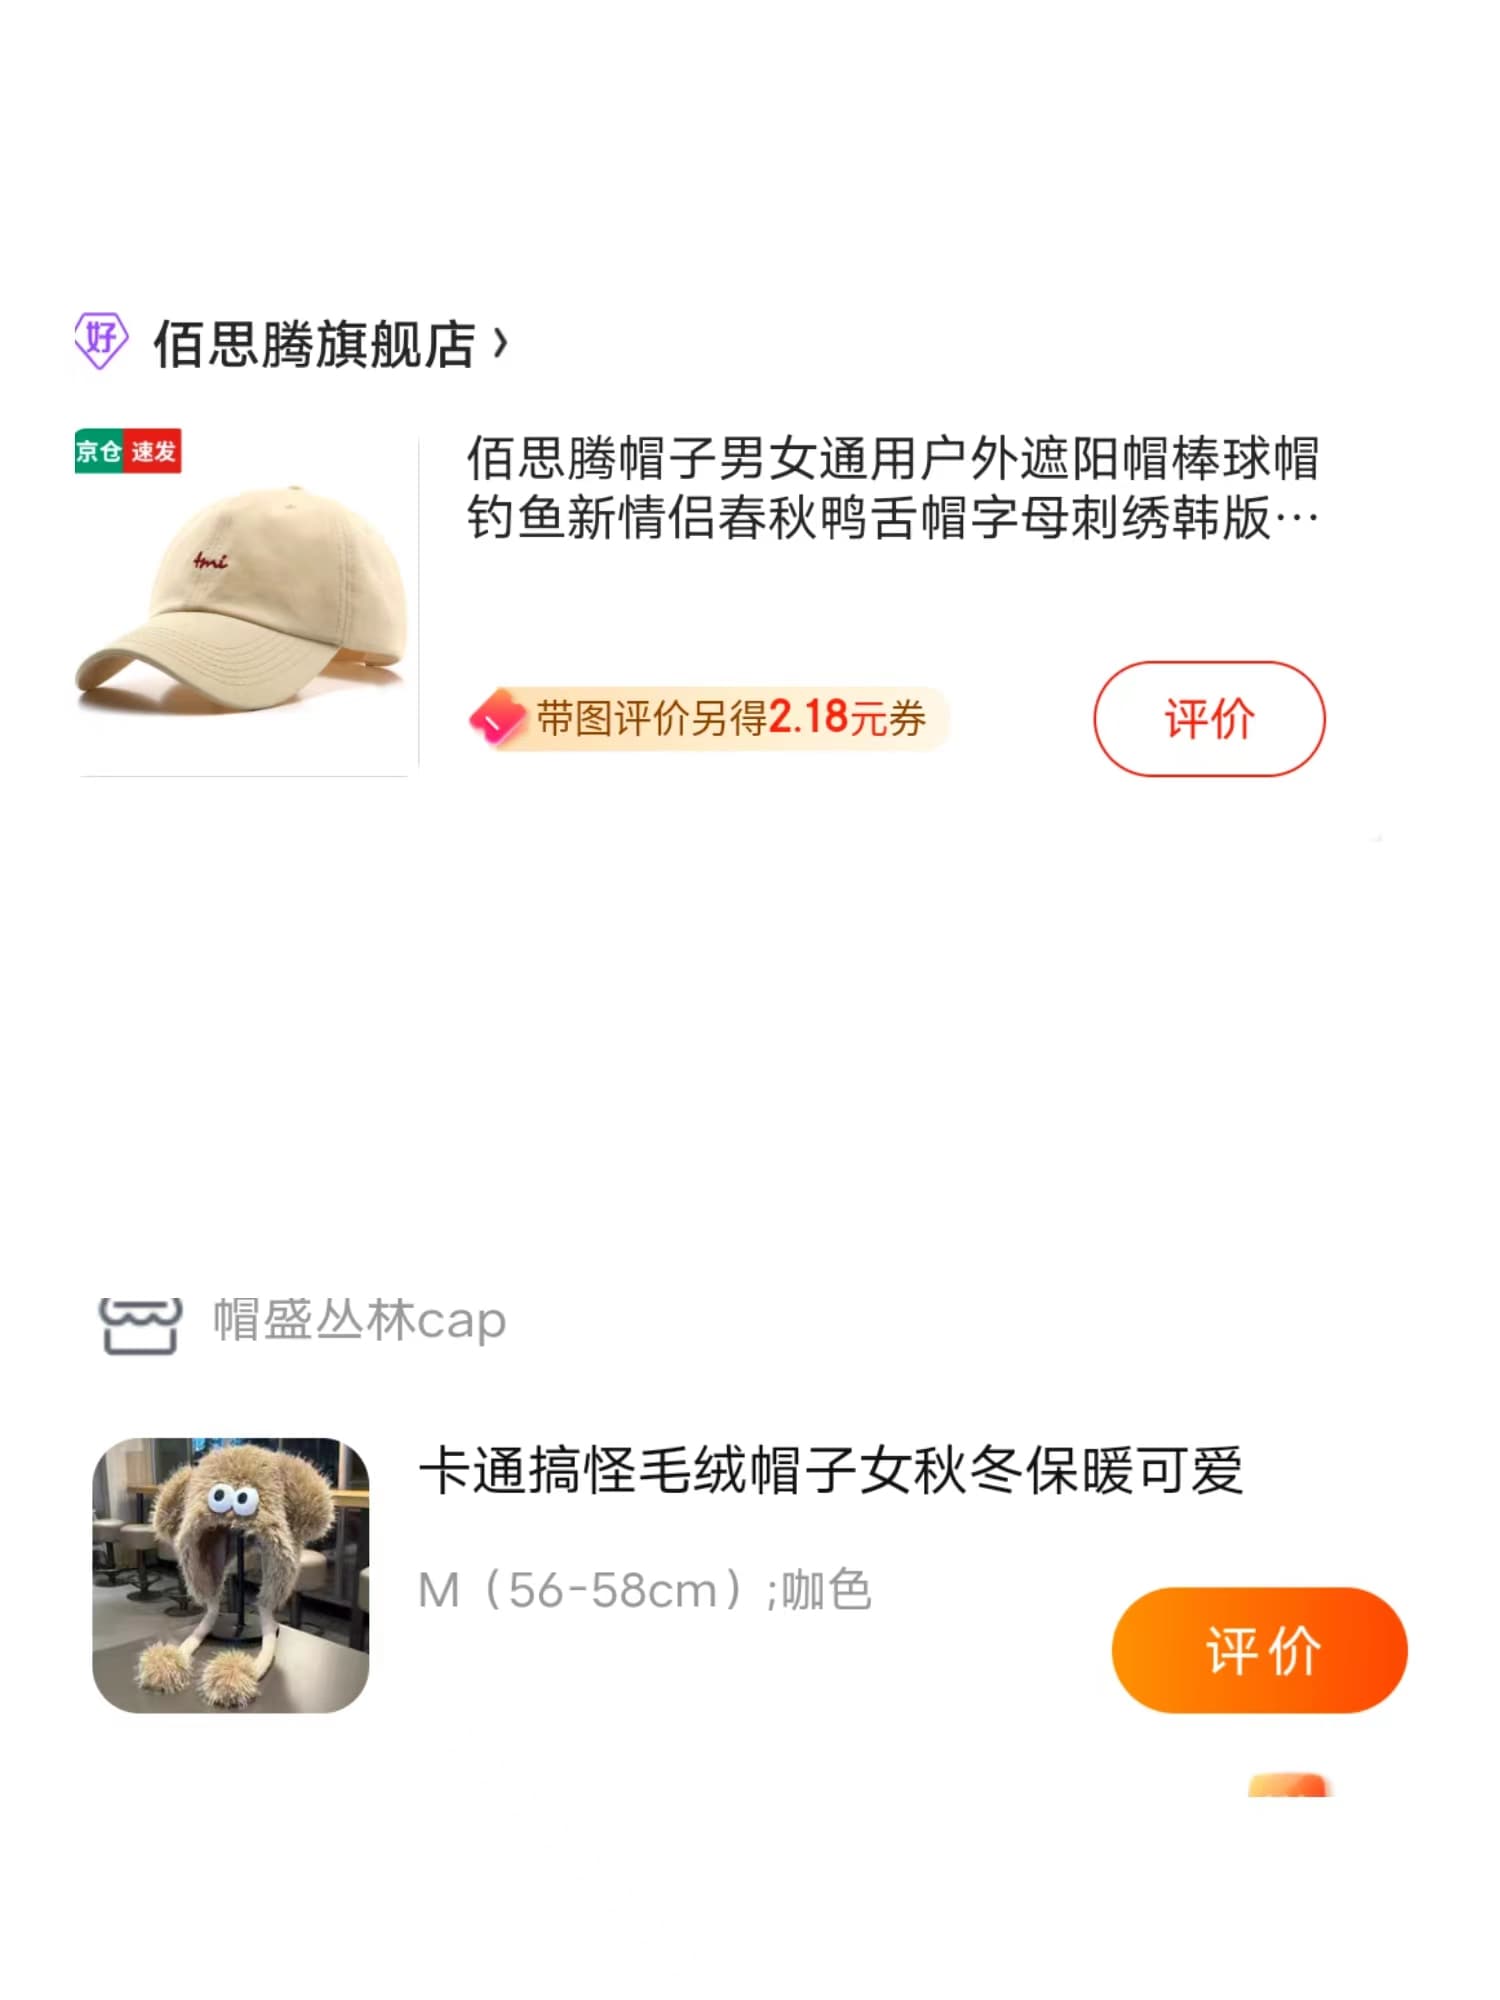 好
佰思腾旗舰店
京仓 速发
佰思腾帽子男女通用户外遮阳帽棒球帽
钓鱼新情侣春秋鸭舌帽字母刺绣韩版…
带图评价另得2.18元券
评价
帽盛丛林cap
卡通搞怪毛绒帽子女秋冬保暖可爱
M（56-58cm）;咖色
评价